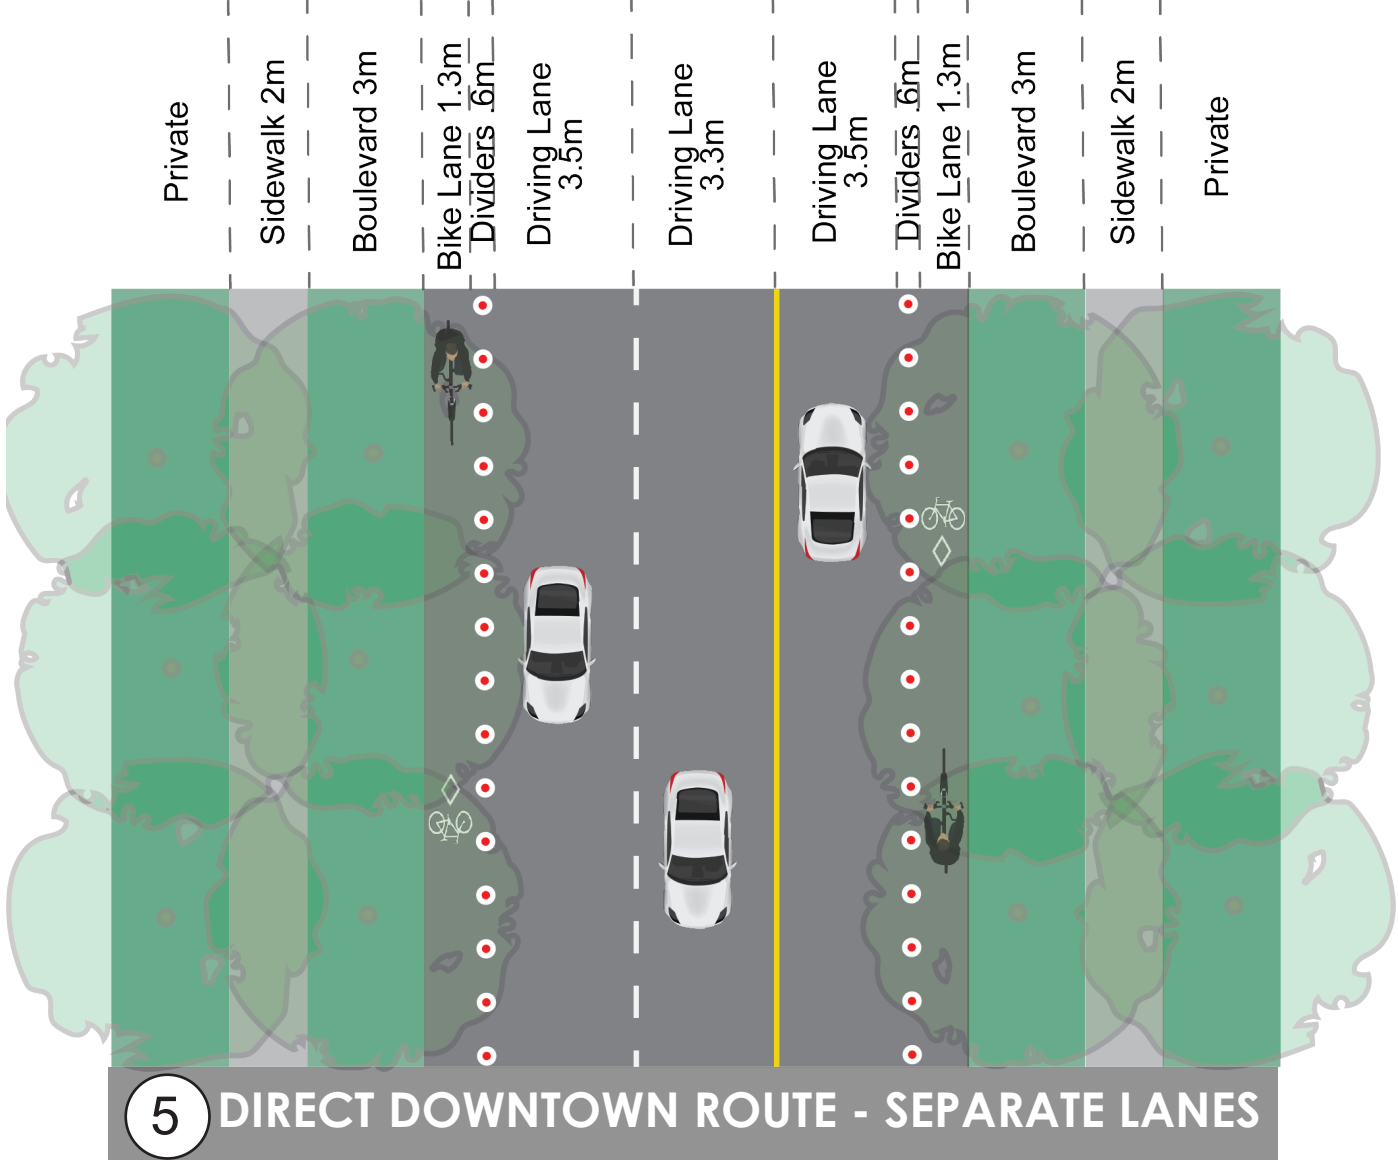 Private
Sidewalk 2m
Boulevard 3m
Bike Lane 1.3m
Dividers .6m
Driving Lane
3.5m
Driving Lane
3.3m
Driving Lane
3.5m
Dividers .6m
Bike Lane 1.3m
Boulevard 3m
Sidewalk 2m
Private
5 DIRECT DOWNTOWN ROUTE - SEPARATE LANES